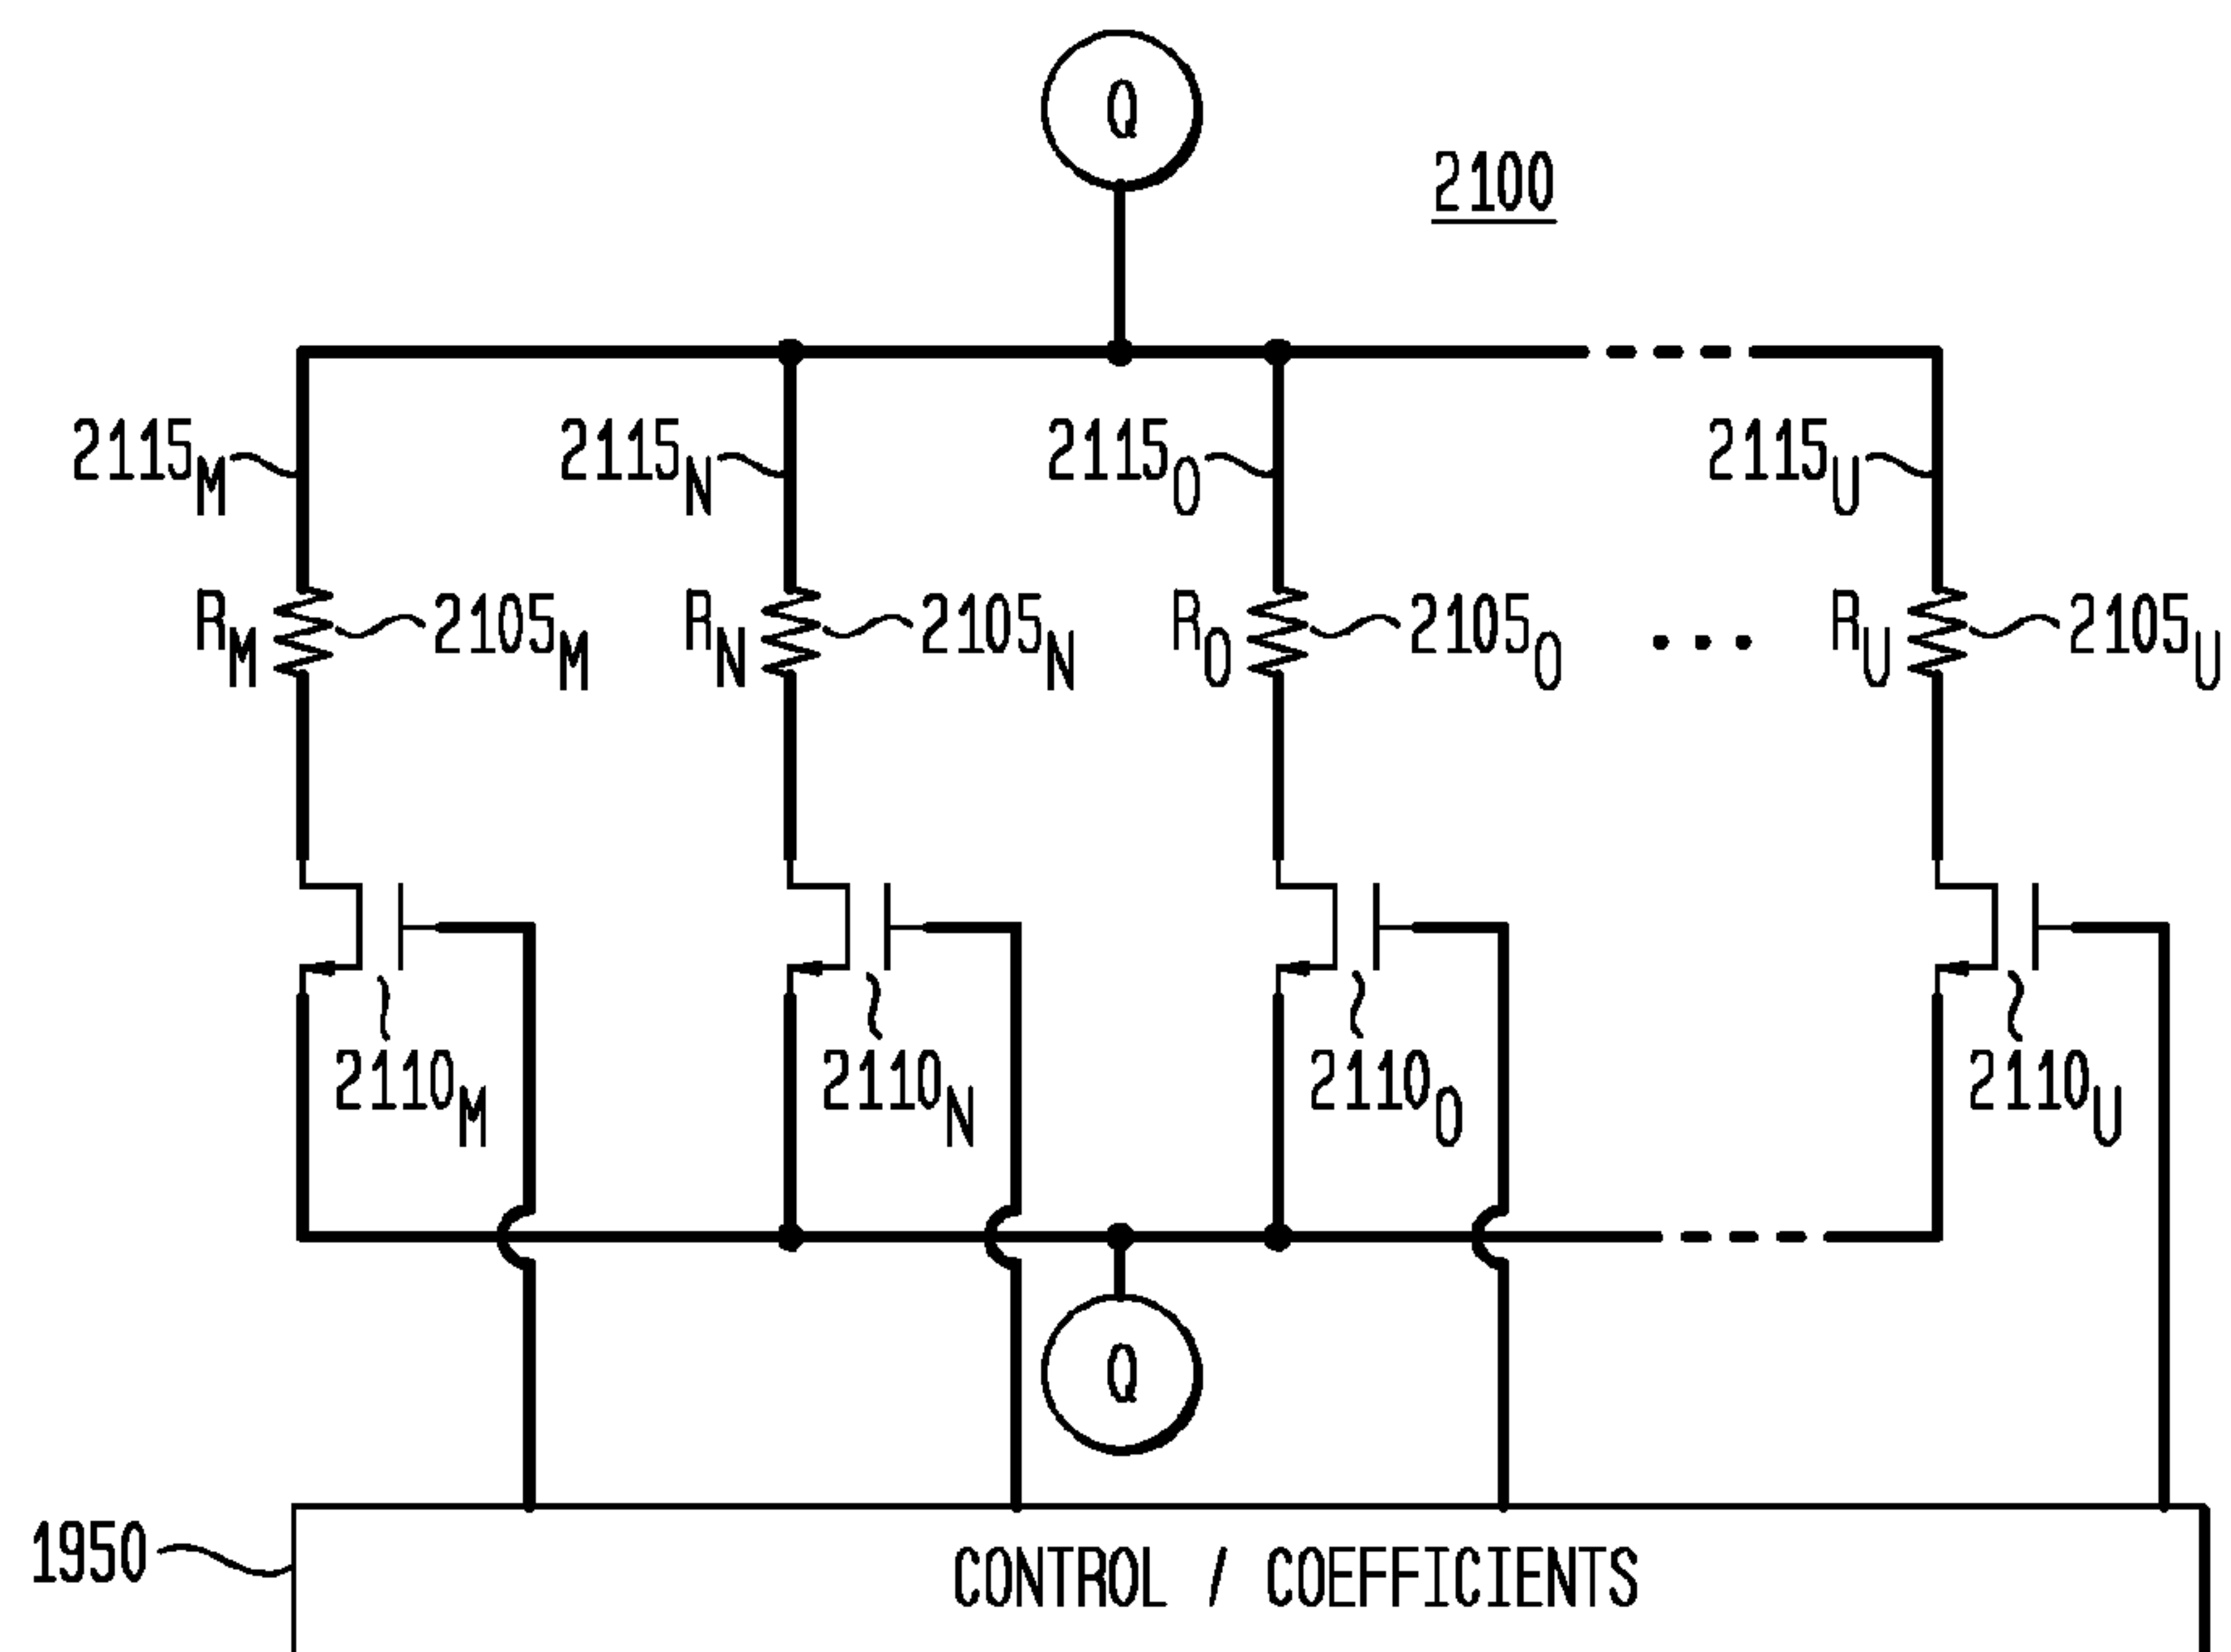 Q
2100
2115M 2115N 2115O 2115U
RM 2105M RN 2105N RO 2105O ... RU 2105U
2110M 2110N 2110O 2110U
Q
1950
CONTROL / COEFFICIENTS